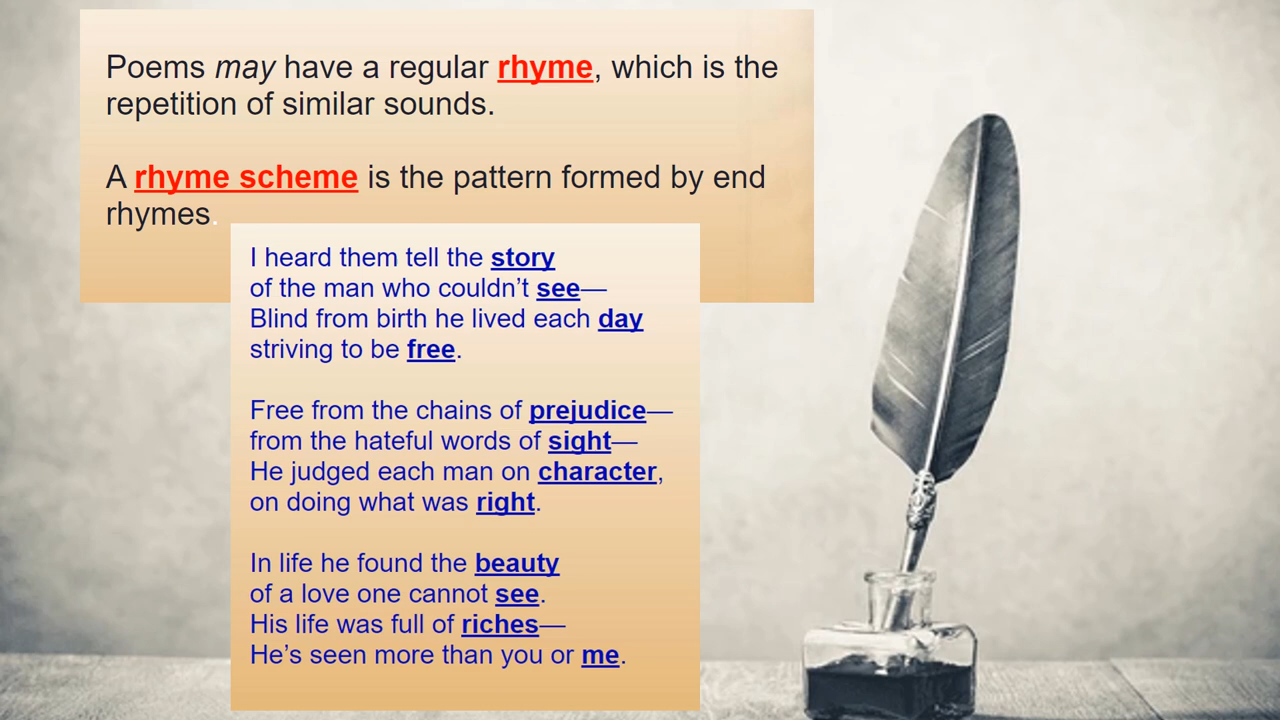 Poems may have a regular rhyme, which is the
repetition of similar sounds.
A rhyme scheme is the pattern formed by end
rhymes.
I heard them tell the story
of the man who couldn’t see—
Blind from birth he lived each day
striving to be free.
Free from the chains of prejudice—
from the hateful words of sight—
He judged each man on character,
on doing what was right.
In life he found the beauty
of a love one cannot see.
His life was full of riches—
He’s seen more than you or me.